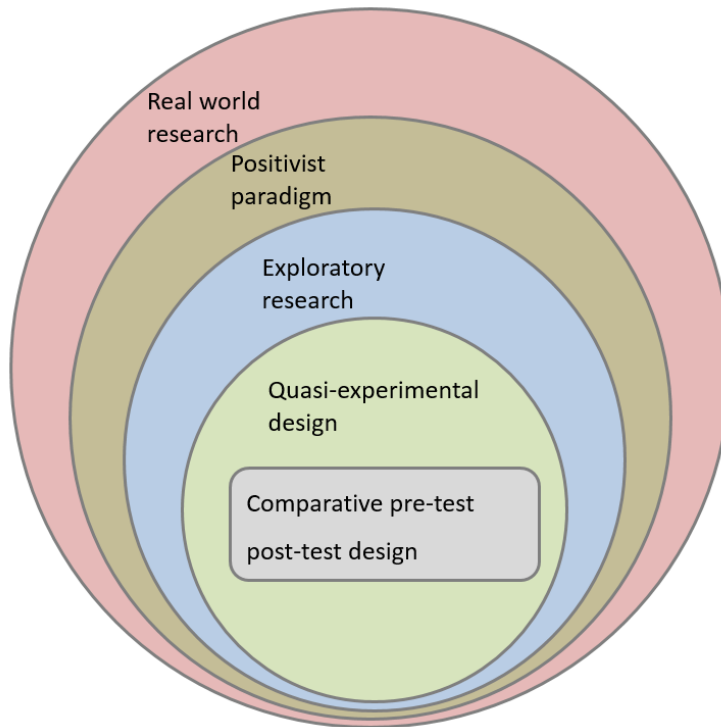 Real world
research
Positivist
paradigm
Exploratory
research
Quasi-experimental
design
Comparative pre-test
post-test design